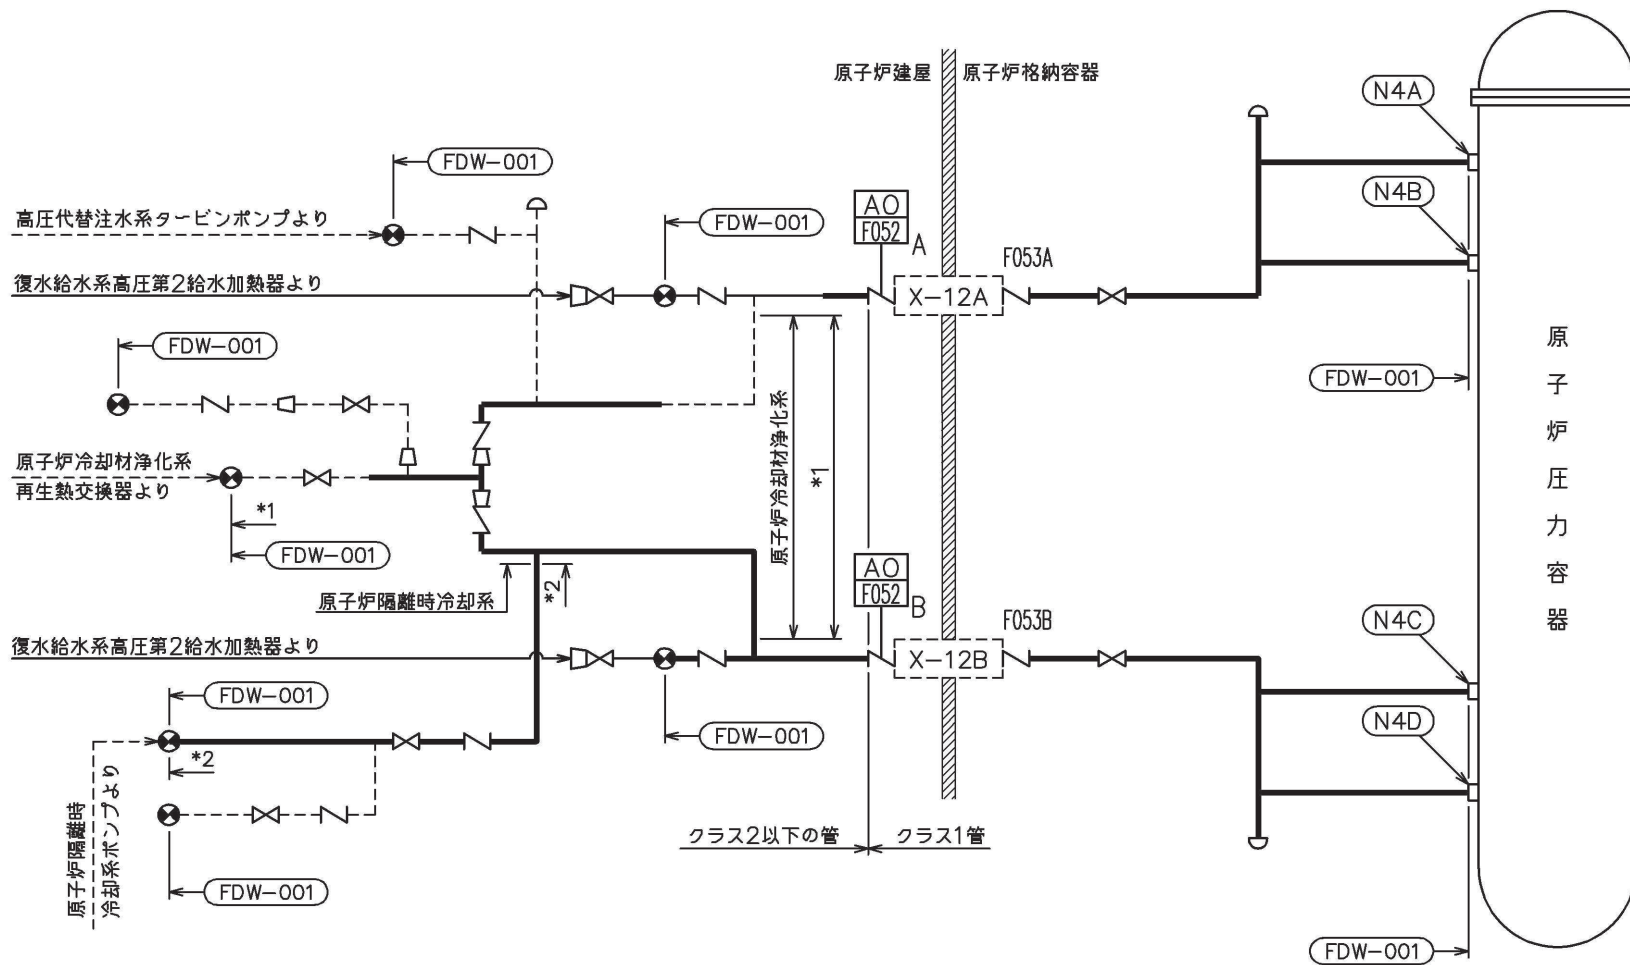 原子炉建屋
原子炉格納容器
N4A
FDW-001
N4B
高圧代替注水系タービンポンプより
AO
F052
A
FDW-001
F053A
復水給水系高圧第2給水加熱器より
X-12A
FDW-001
原子炉圧力容器
FDW-001
原子炉冷却材浄化系
*1
原子炉冷却材浄化系
再生熱交換器より
*1
FDW-001
AO
F052
B
*2
原子炉隔離時冷却系
F053B
N4C
復水給水系高圧第2給水加熱器より
X-12B
FDW-001
FDW-001
N4D
*2
原子炉隔離時
冷却系ポンプより
クラス2以下の管
クラス1管
FDW-001
FDW-001